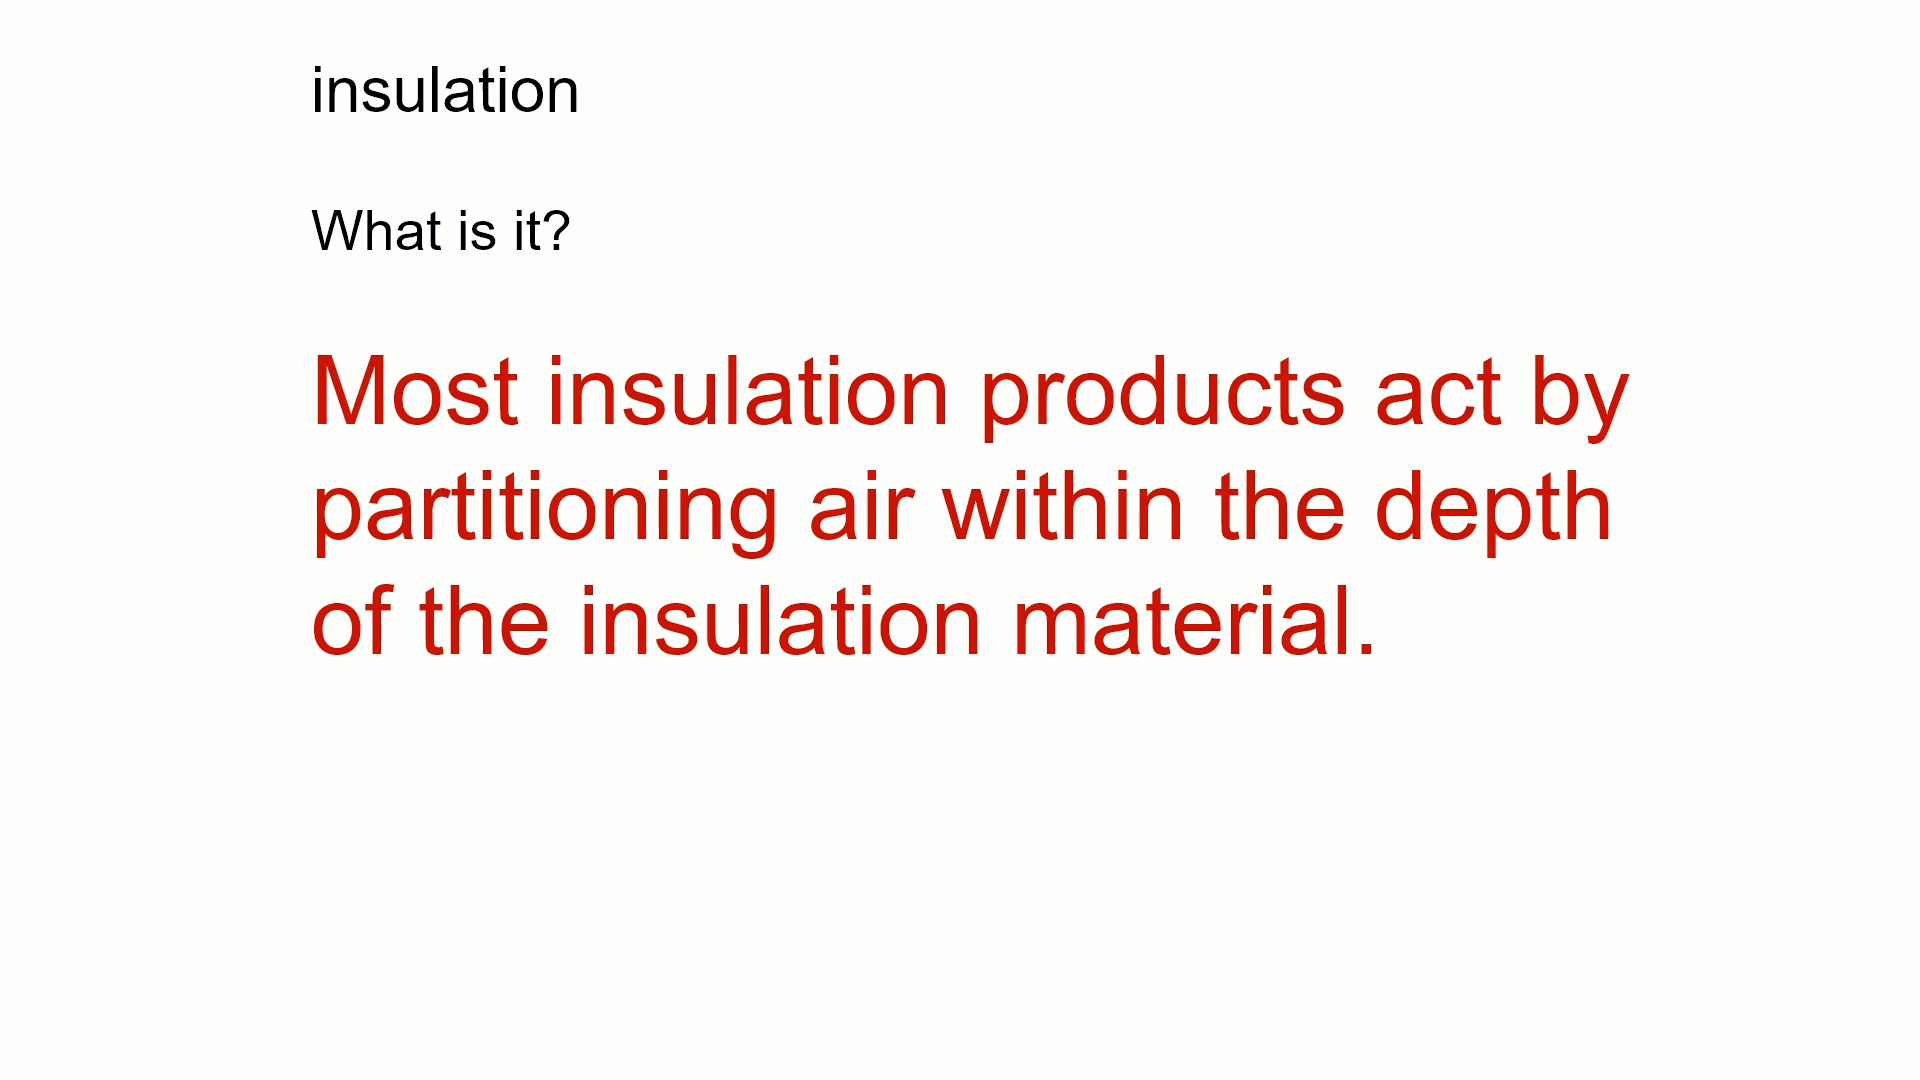 insulation
What is it?
Most insulation products act by
partitioning air within the depth
of the insulation material.